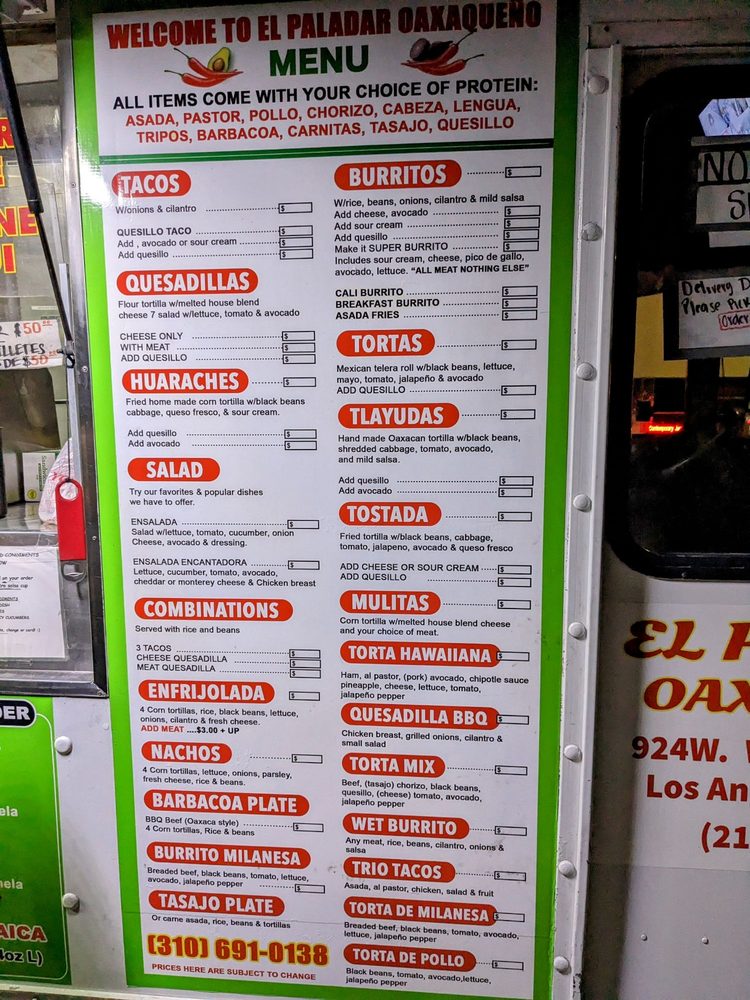 WELCOME TO EL PALADAR OAXAQUEÑO
MENU
ALL ITEMS COME WITH YOUR CHOICE OF PROTEIN:
ASADA, PASTOR, POLLO, CHORIZO, CABEZA, LENGUA,
TRIPOS, BARBACOA, CARNITAS, TASAJO, QUESILLO
TACOS
W/onions & cilantro $
QUESILLO TACO
Add , avocado or sour cream $
Add quesillo $
QUESADILLAS
Flour tortilla w/melted house blend
cheese 7 salad w/lettuce, tomato & avocado
CHEESE ONLY $
WITH MEAT $
ADD QUESILLO $
HUARACHES $
Fried home made corn tortilla w/black beans
cabbage, queso fresco, & sour cream.
Add quesillo $
Add avocado $
SALAD
Try our favorites & popular dishes
we have to offer.
ENSALADA $
Salad w/lettuce, tomato, cucumber, onion
Cheese, avocado & dressing.
ENSALADA ENCANTADORA $
Lettuce, cucumber, tomato, avocado,
cheddar or monterey cheese & Chicken breast
COMBINATIONS
Served with rice and beans
3 TACOS $
CHEESE QUESADILLA $
MEAT QUESADILLA $
ENFRIJOLADA $
4 Corn tortillas, rice, black beans, lettuce,
onions, cilantro & fresh cheese.
ADD MEAT ....$3.00 + UP
NACHOS $
4 Corn tortillas, lettuce, onions, parsley,
fresh cheese, rice & beans.
BARBACOA PLATE
BBQ Beef (Oaxaca style) $
4 Corn tortillas, Rice & beans
BURRITO MILANESA
Breaded beef, black beans, tomato, lettuce,
avocado, jalapeño pepper $
TASAJO PLATE
Or carne asada, rice, beans & tortillas
(310) 691-0138
PRICES HERE ARE SUBJECT TO CHANGE
BURRITOS $
W/rice, beans, onions, cilantro & mild salsa
Add cheese, avocado $
Add sour cream $
Add quesillo $
Make it SUPER BURRITO $
Includes sour cream, cheese, pico de gallo,
avocado, lettuce. "ALL MEAT NOTHING ELSE"
CALI BURRITO $
BREAKFAST BURRITO $
ASADA FRIES $
TORTAS $
Mexican telera roll w/black beans, lettuce,
mayo, tomato, jalapeño & avocado
ADD QUESILLO $
TLAYUDAS $
Hand made Oaxacan tortilla w/black beans,
shredded cabbage, tomato, avocado,
and mild salsa.
Add quesillo $
Add avocado $
TOSTADA $
Fried tortilla w/black beans, cabbage,
tomato, jalapeno, avocado & queso fresco
ADD CHEESE OR SOUR CREAM $
ADD QUESILLO $
MULITAS $
Corn tortilla w/melted house blend cheese
and your choice of meat.
TORTA HAWAIIANA $
Ham, al pastor, (pork) avocado, chipotle sauce
pineapple, cheese, lettuce, tomato,
jalapeño pepper
QUESADILLA BBQ $
Chicken breast, grilled onions, cilantro &
small salad
TORTA MIX $
Beef, (tasajo) chorizo, black beans,
quesillo, (cheese) tomato, avocado,
jalapeño pepper
WET BURRITO $
Any meat, rice, beans, cilantro, onions &
salsa
TRIO TACOS $
Asada, al pastor, chicken, salad & fruit
TORTA DE MILANESA $
Breaded beef, black beans, tomato, avocado,
lettuce, jalapeño pepper
TORTA DE POLLO $
Black beans, tomato, avocado,lettuce,
jalapeño pepper
NO
Delivery D
Please Pick
Order
EL P
OAX
924W. 
Los An
(21
$50
LLETES
DE $50
on your order
DER
ela
ela
AICA
oz L)